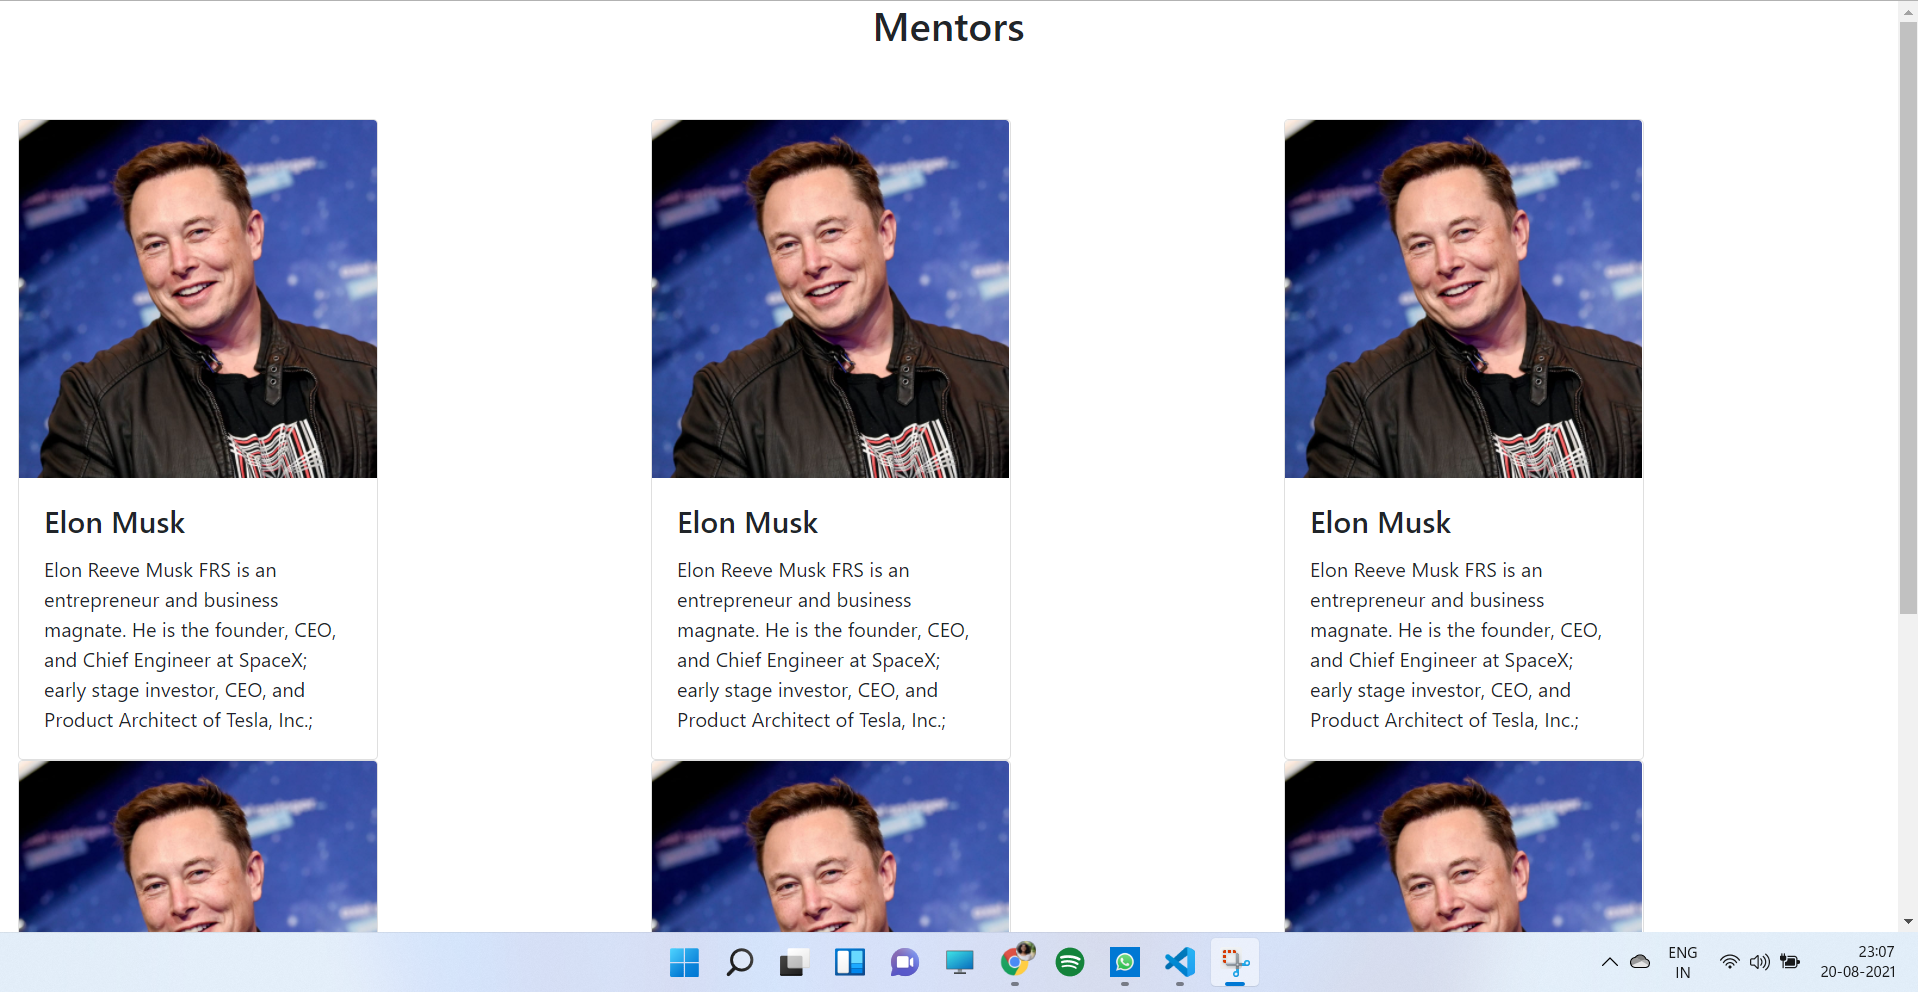 Mentors
Elon Musk
Elon Reeve Musk FRS is an
entrepreneur and business
magnate. He is the founder, CEO,
and Chief Engineer at SpaceX;
early stage investor, CEO, and
Product Architect of Tesla, Inc.;
Elon Musk
Elon Reeve Musk FRS is an
entrepreneur and business
magnate. He is the founder, CEO,
and Chief Engineer at SpaceX;
early stage investor, CEO, and
Product Architect of Tesla, Inc.;
Elon Musk
Elon Reeve Musk FRS is an
entrepreneur and business
magnate. He is the founder, CEO,
and Chief Engineer at SpaceX;
early stage investor, CEO, and
Product Architect of Tesla, Inc.;
ENG
IN
23:07
20-08-2021